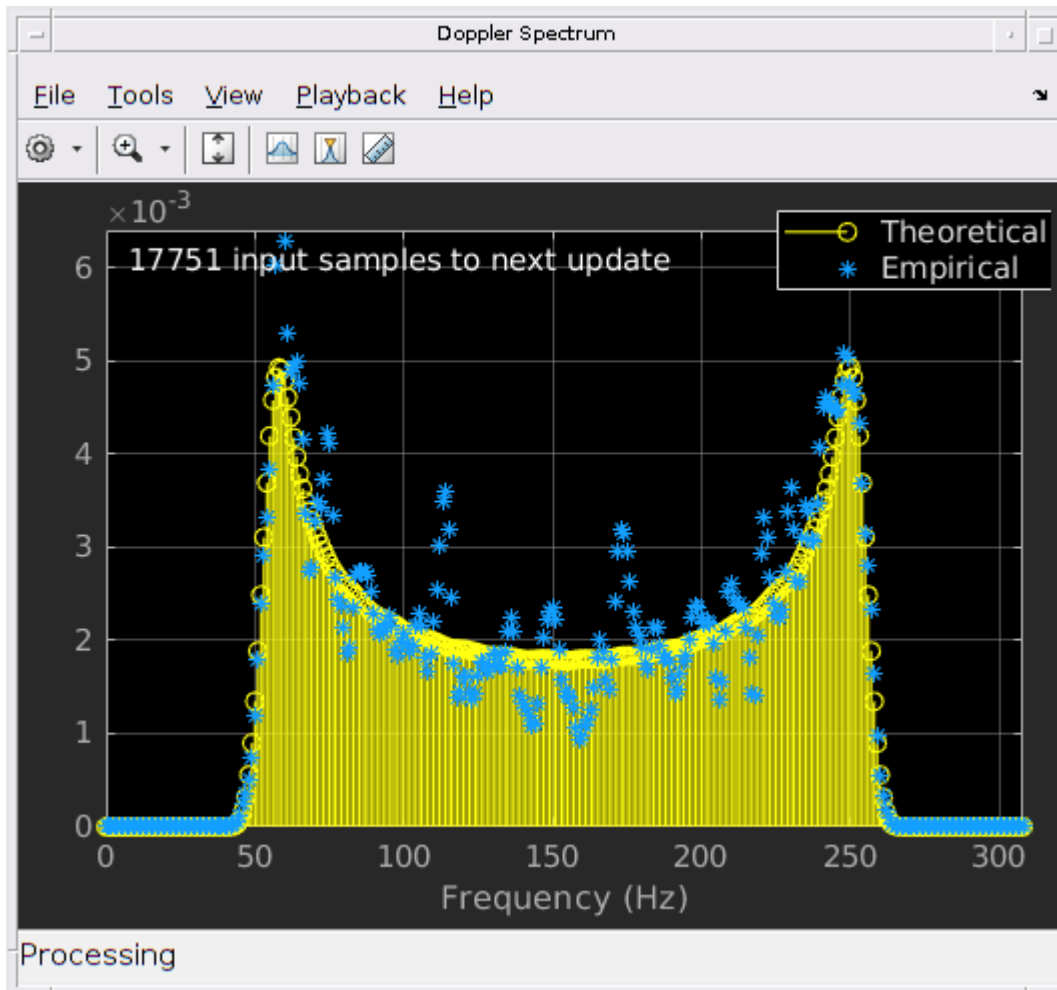 Doppler Spectrum
File Tools View Playback Help
×10-3
17751 input samples to next update
Theoretical
Empirical
6
5
4
3
2
1
0
0 50 100 150 200 250 300
Frequency (Hz)
Processing